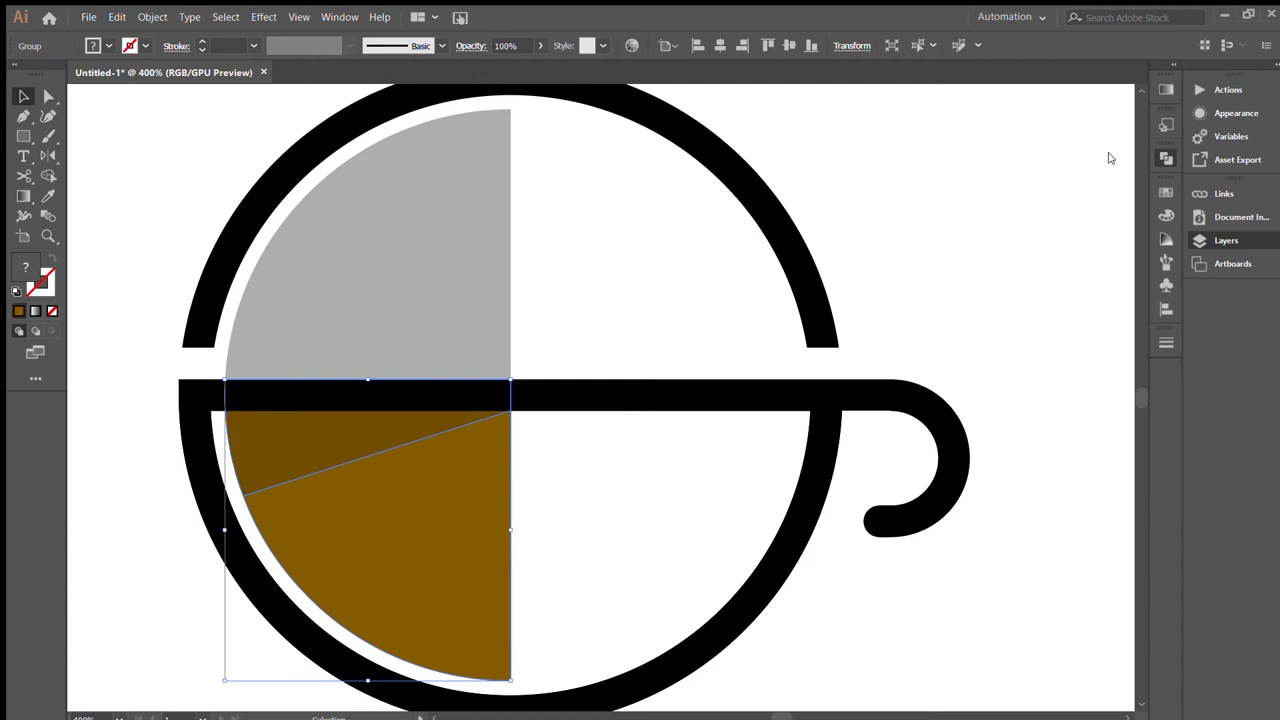 Ai File Edit Object Type Select Effect View Window Help Automation Search Adobe Stock
Group ? Stroke: Basic Opacity: 100% Style: Transform
Untitled-1* @ 400% (RGB/GPU Preview) ×
Actions
Appearance
Variables
Asset Export
Links
Document In...
Layers
Artboards
?
400% 1 Selection